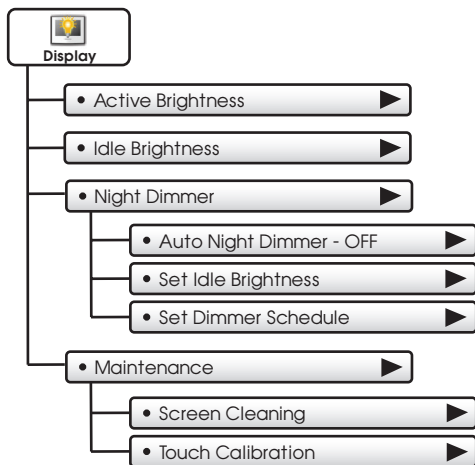 Display
• Active Brightness
• Idle Brightness
• Night Dimmer
• Auto Night Dimmer - OFF
• Set Idle Brightness
• Set Dimmer Schedule
• Maintenance
• Screen Cleaning
• Touch Calibration